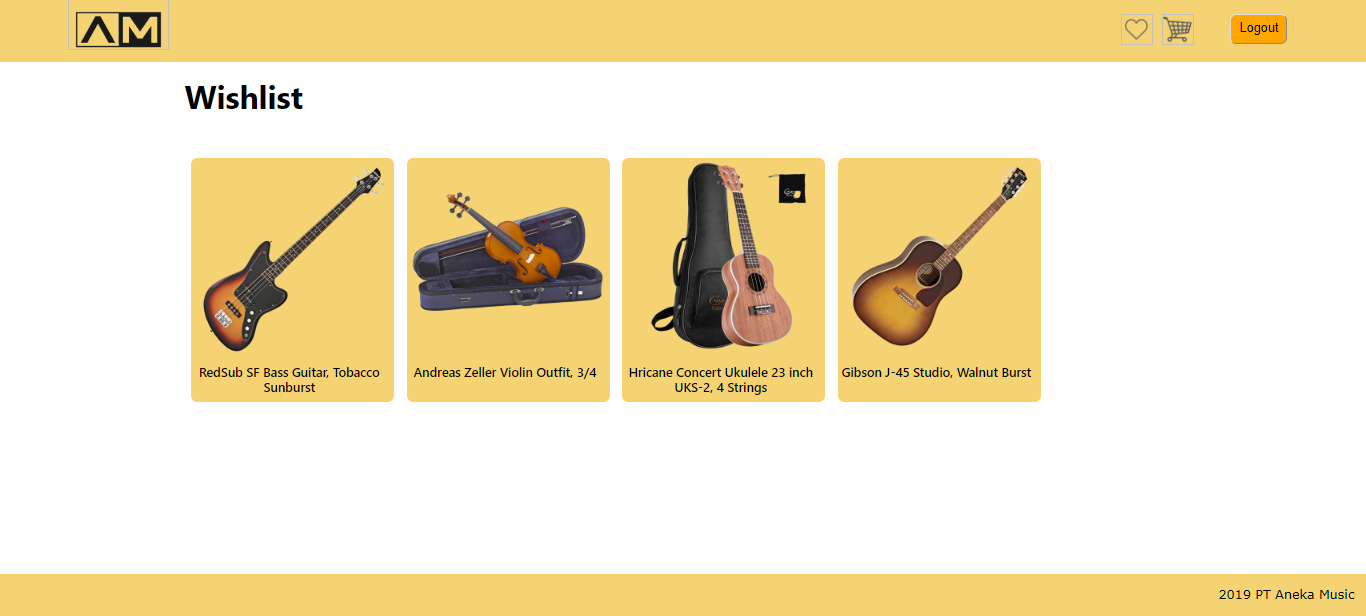 AM
Logout
Wishlist
RedSub SF Bass Guitar, Tobacco
Sunburst
Andreas Zeller Violin Outfit, 3/4
Hricane Concert Ukulele 23 inch
UKS-2, 4 Strings
Gibson J-45 Studio, Walnut Burst
2019 PT Aneka Music